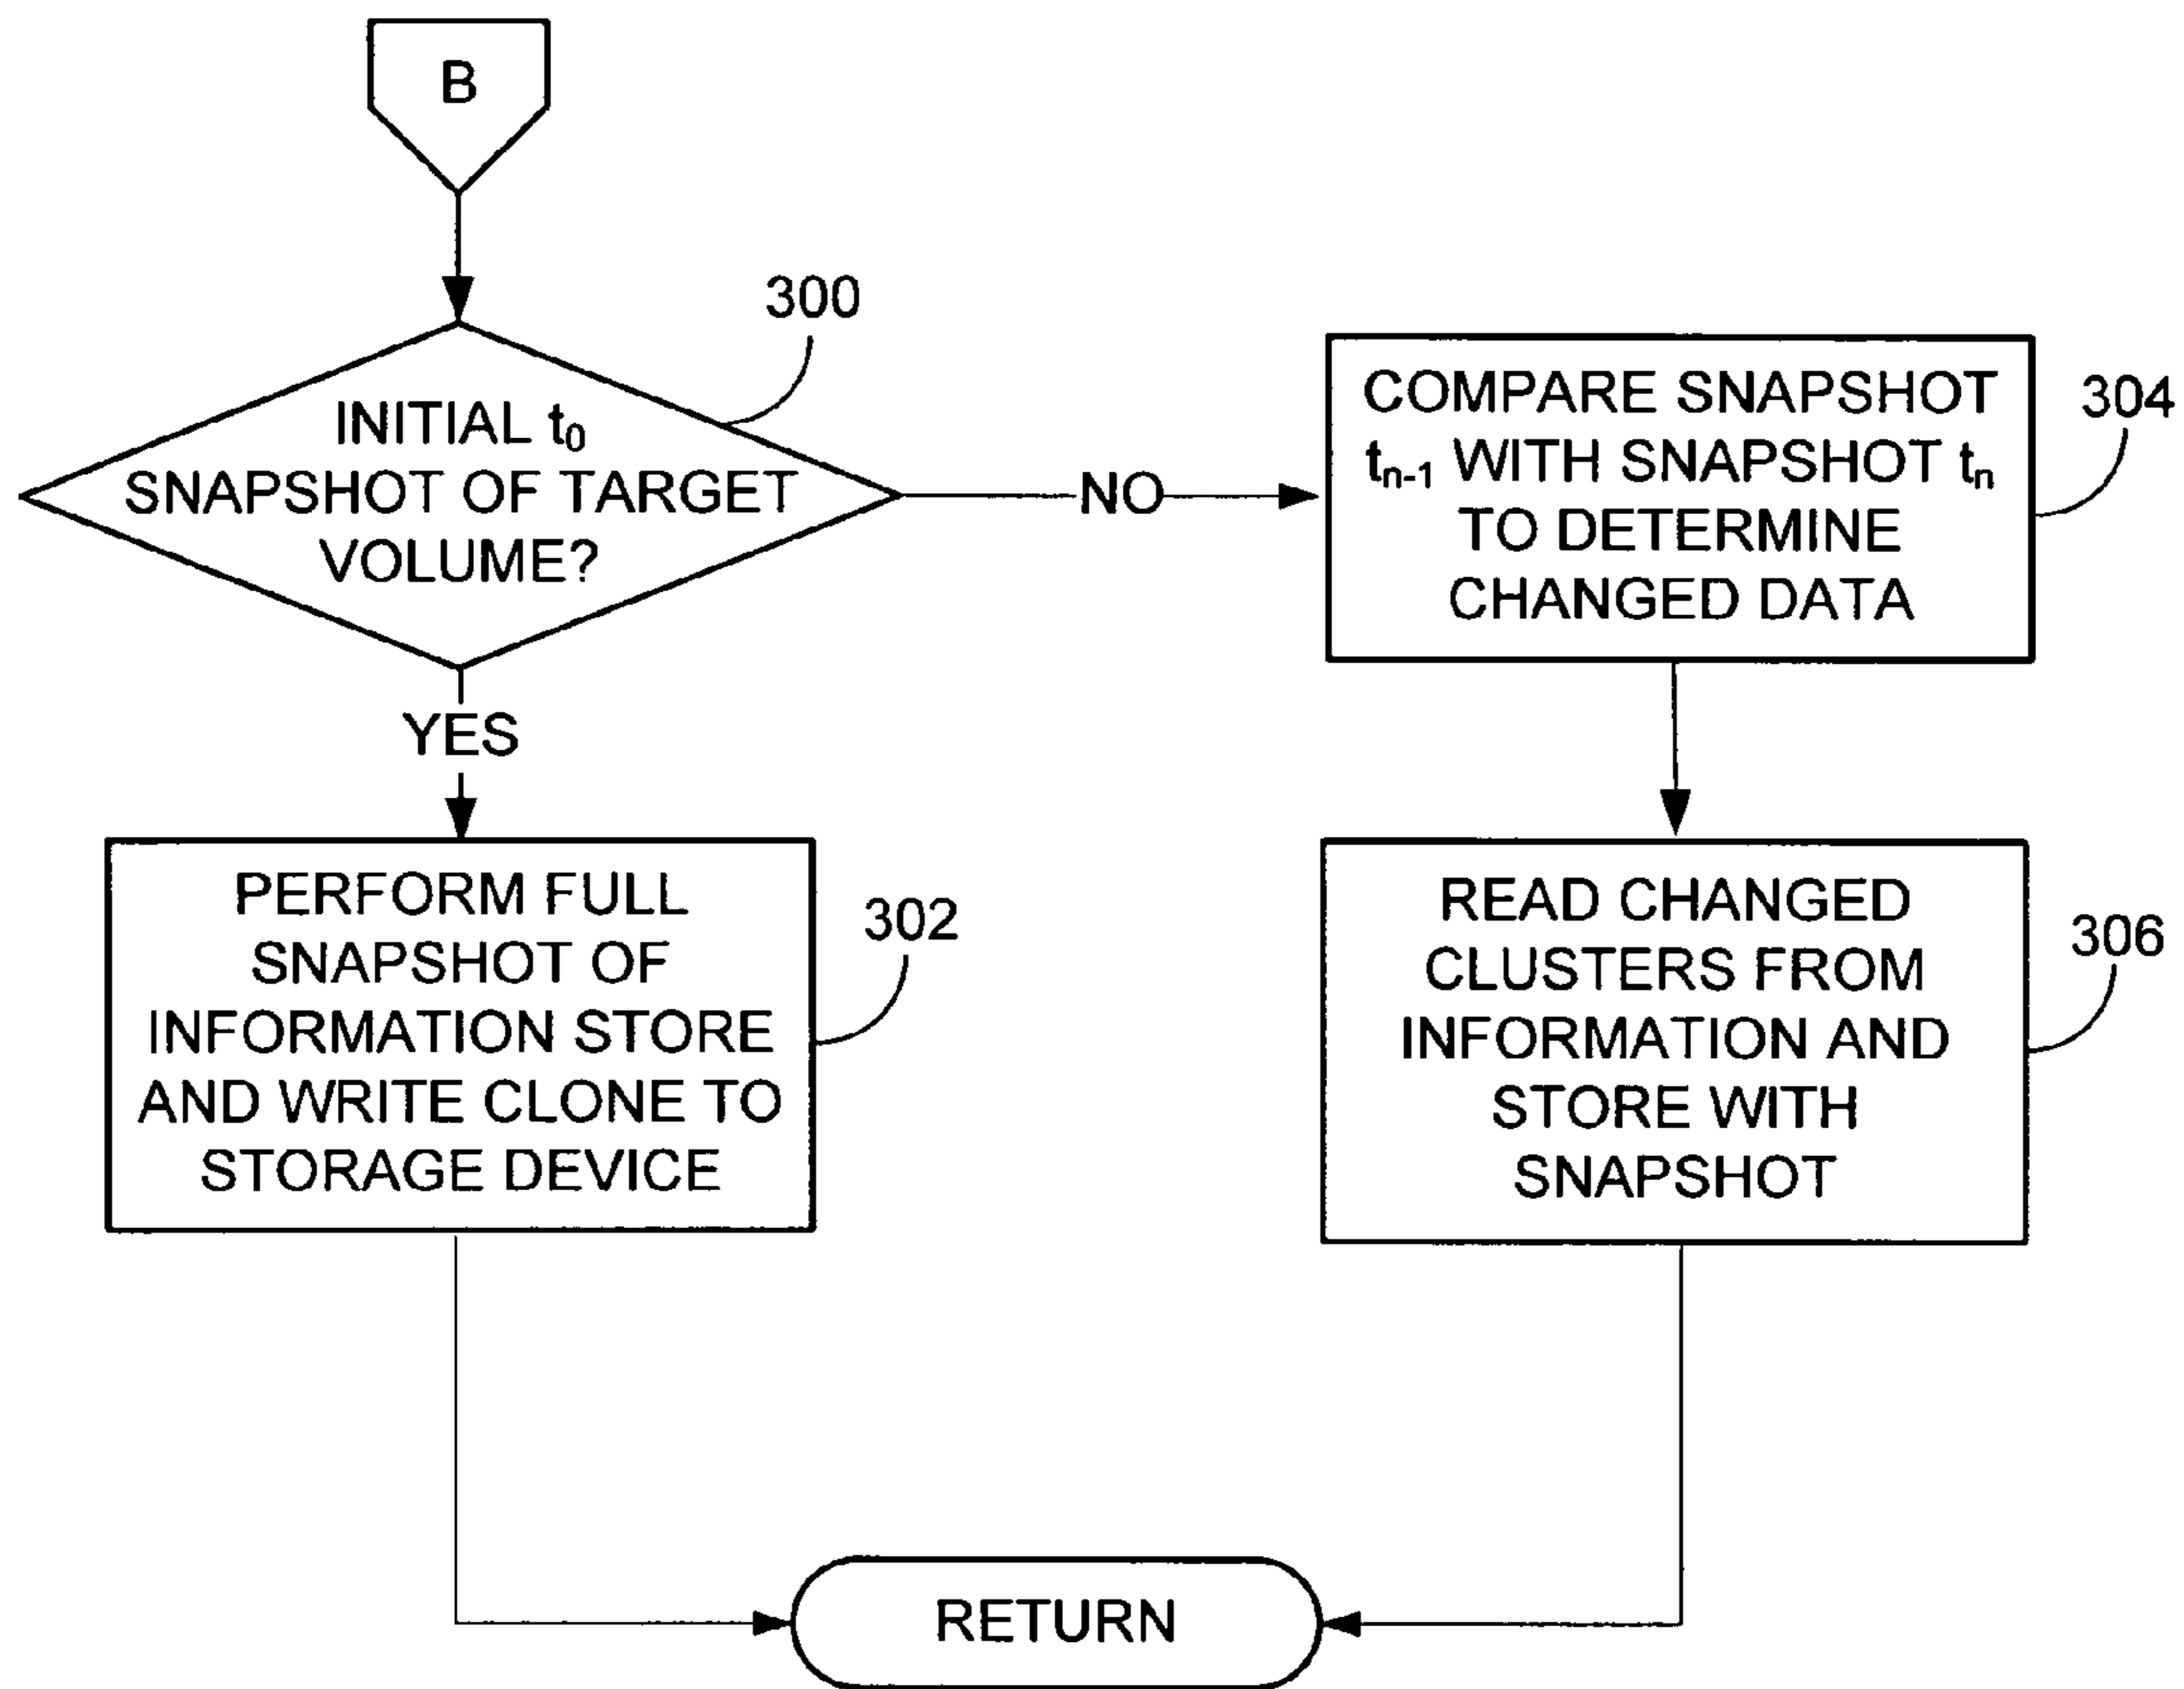 B
300
INITIAL t0
SNAPSHOT OF TARGET
VOLUME?
NO
YES
COMPARE SNAPSHOT
tn-1 WITH SNAPSHOT tn
TO DETERMINE
CHANGED DATA
304
PERFORM FULL
SNAPSHOT OF
INFORMATION STORE
AND WRITE CLONE TO
STORAGE DEVICE
302
READ CHANGED
CLUSTERS FROM
INFORMATION AND
STORE WITH
SNAPSHOT
306
RETURN